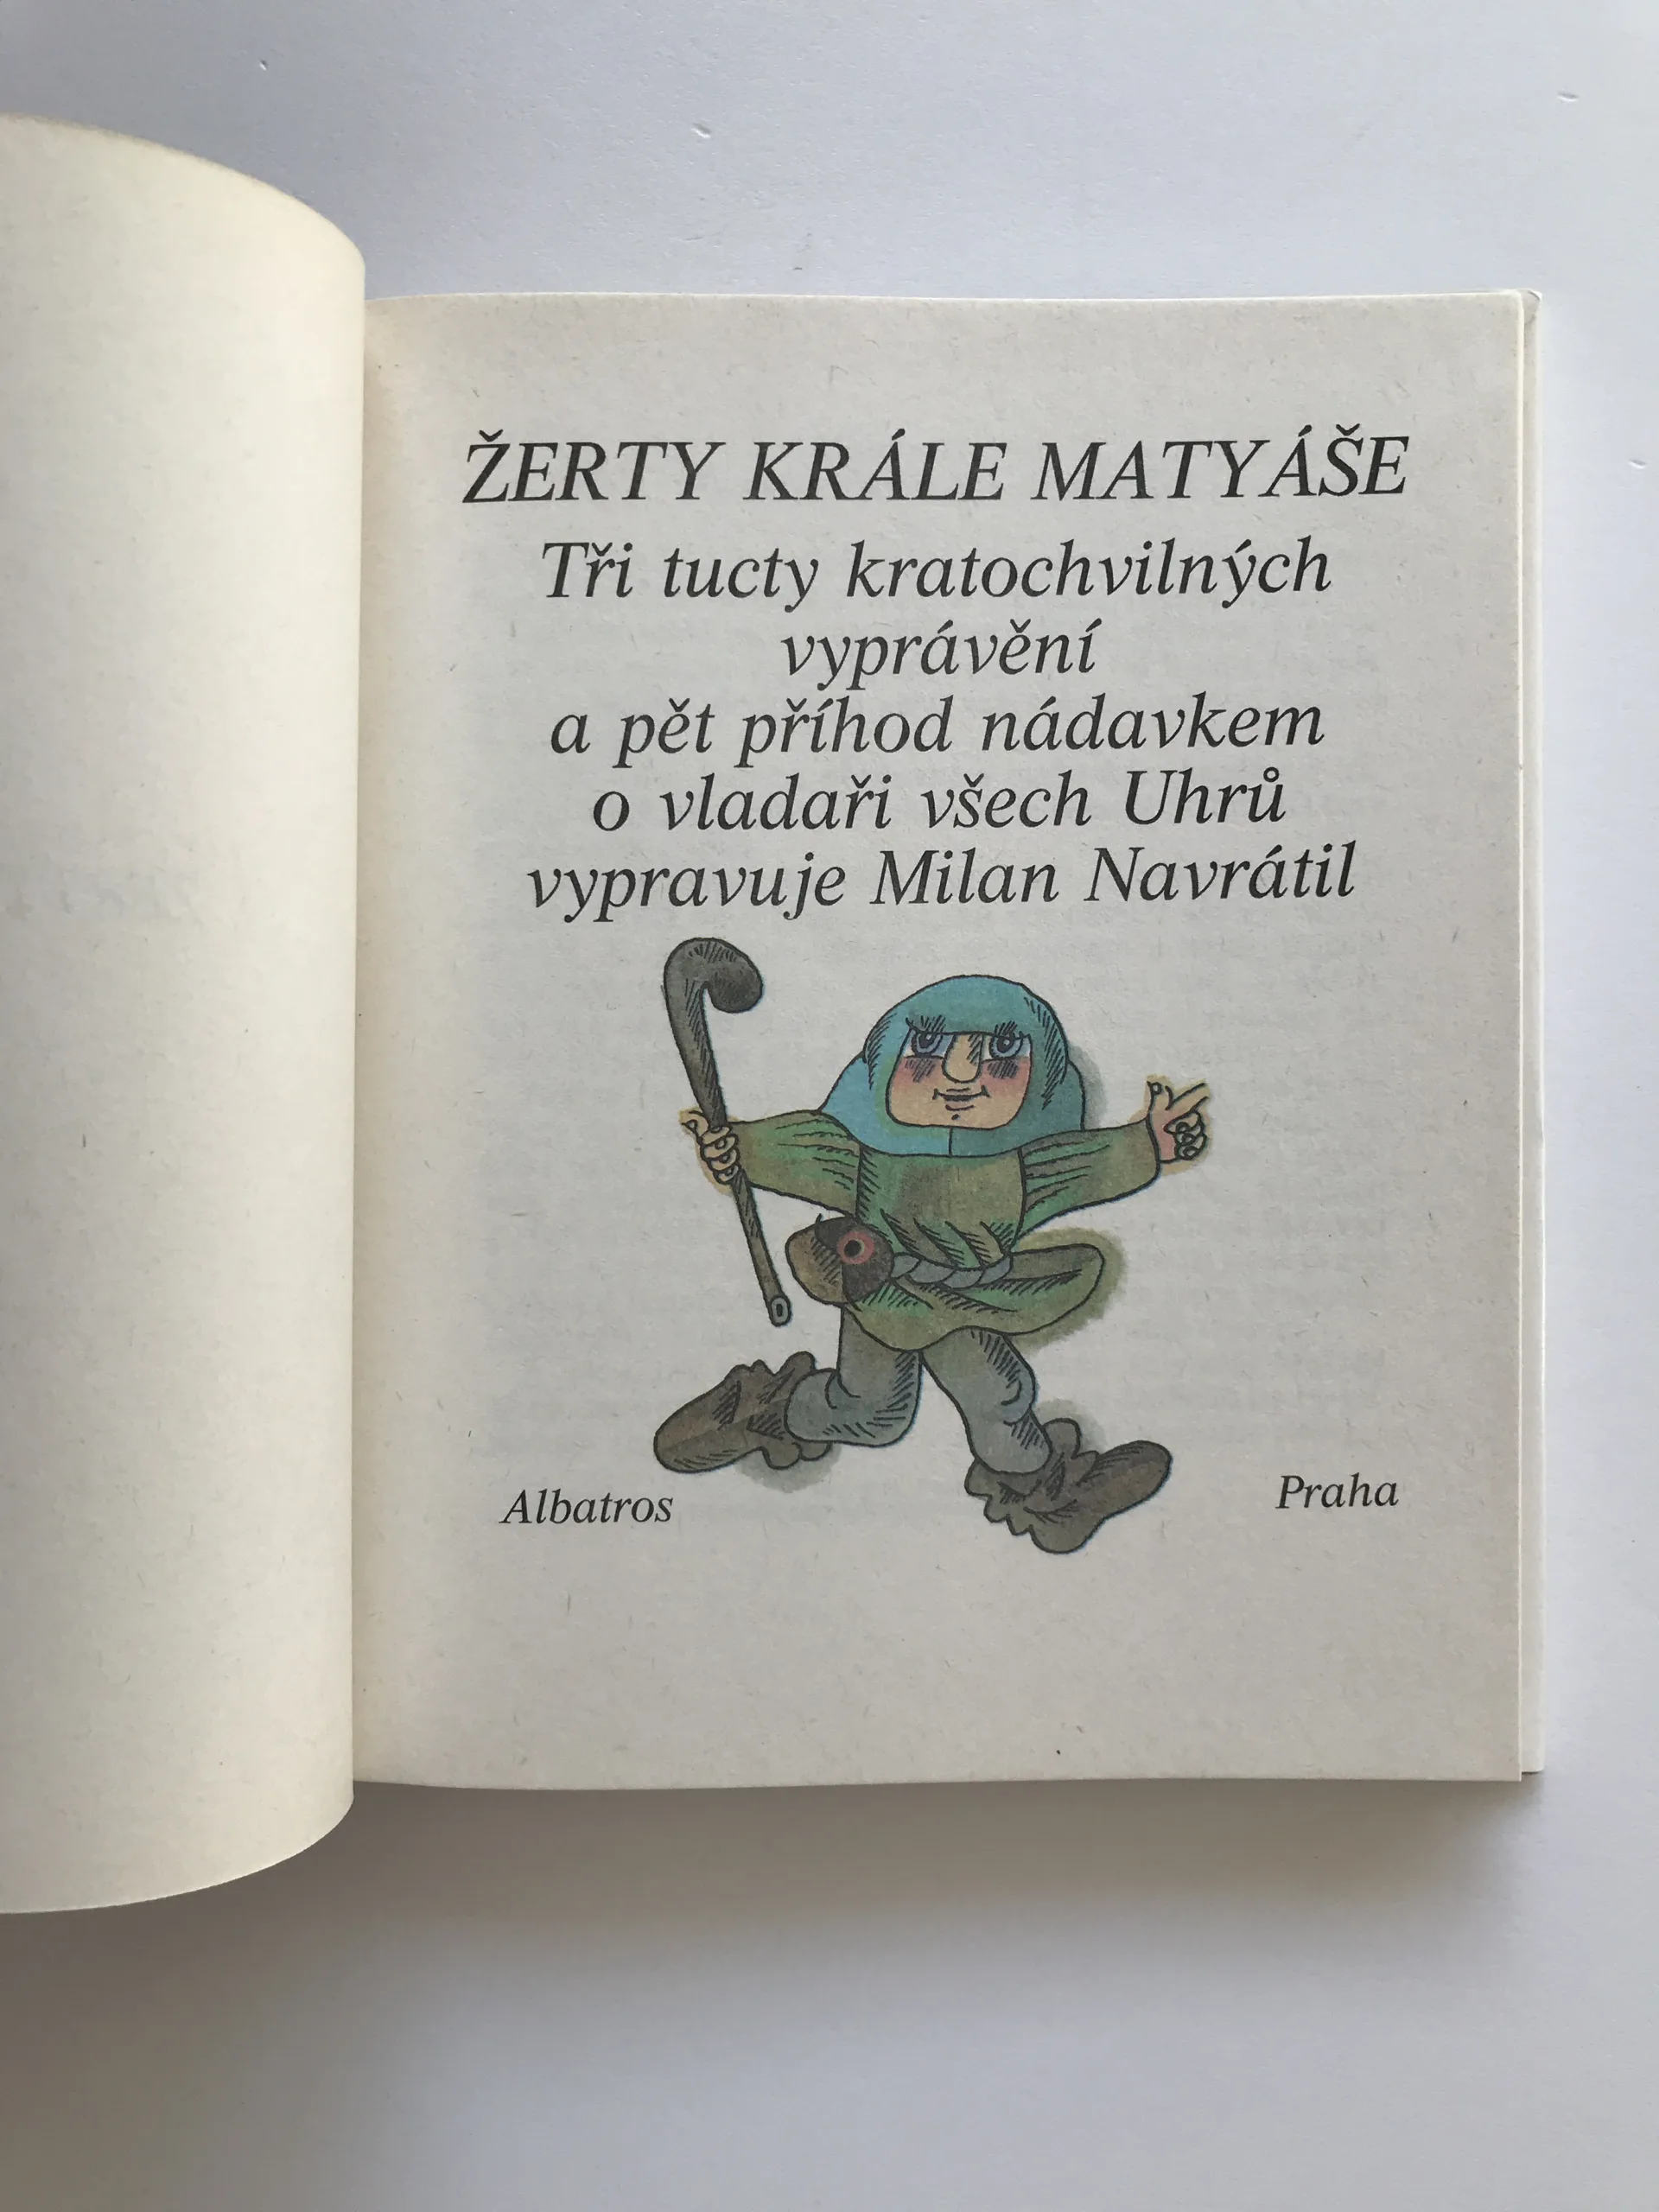 ŽERTY KRÁLE MATYÁŠE
Tři tucty kratochvilných
vyprávění
a pět příhod nádavkem
o vladaři všech Uhrů
vypravuje Milan Navrátil
Albatros
Praha